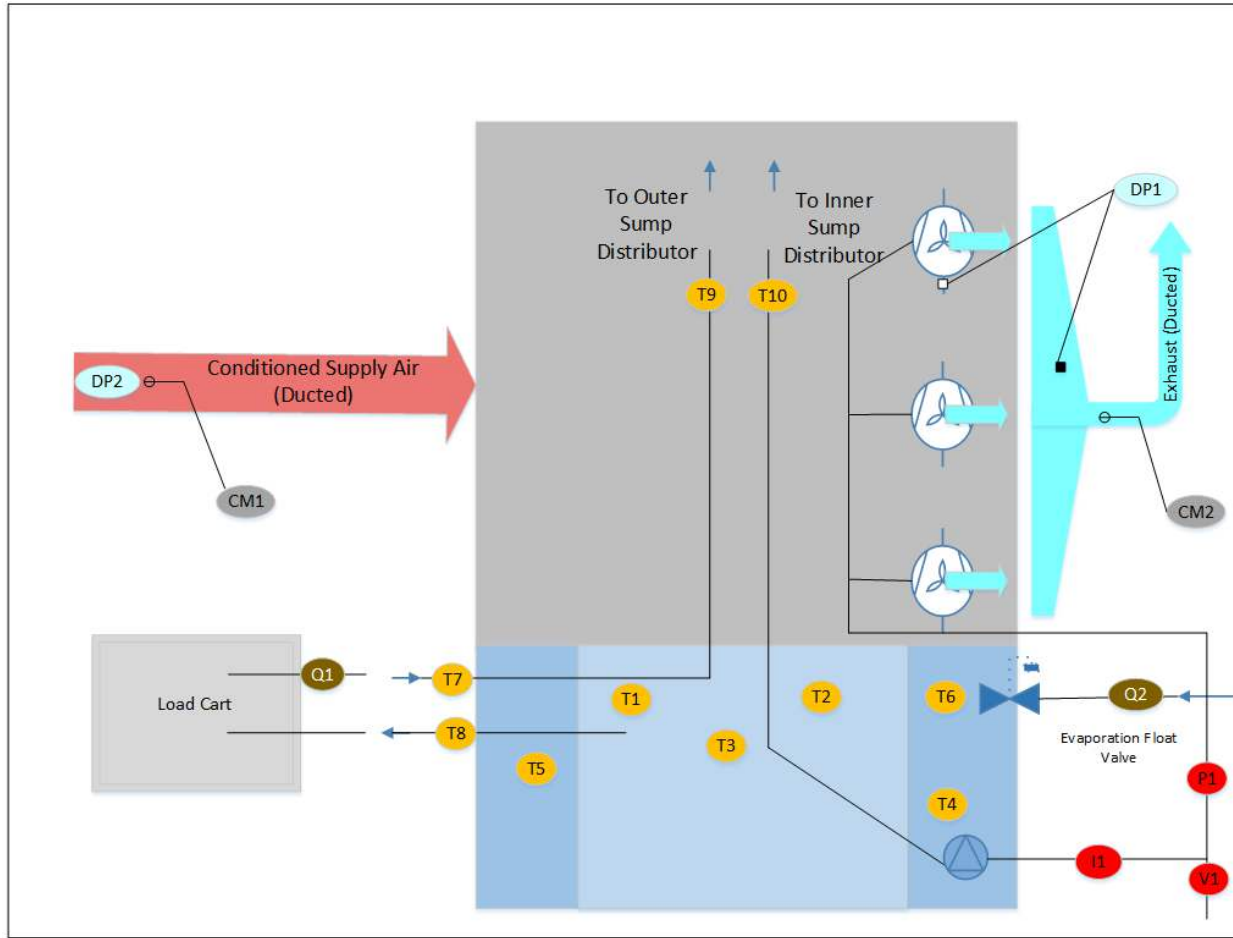 To Outer
Sump
Distributor
To Inner
Sump
Distributor
DP1
T9
T10
Exhaust (Ducted)
DP2
Conditioned Supply Air
(Ducted)
CM1
CM2
Load Cart
Q1
T7
T8
T1
T2
T3
T5
T6
T4
Q2
Evaporation Float
Valve
P1
I1
V1